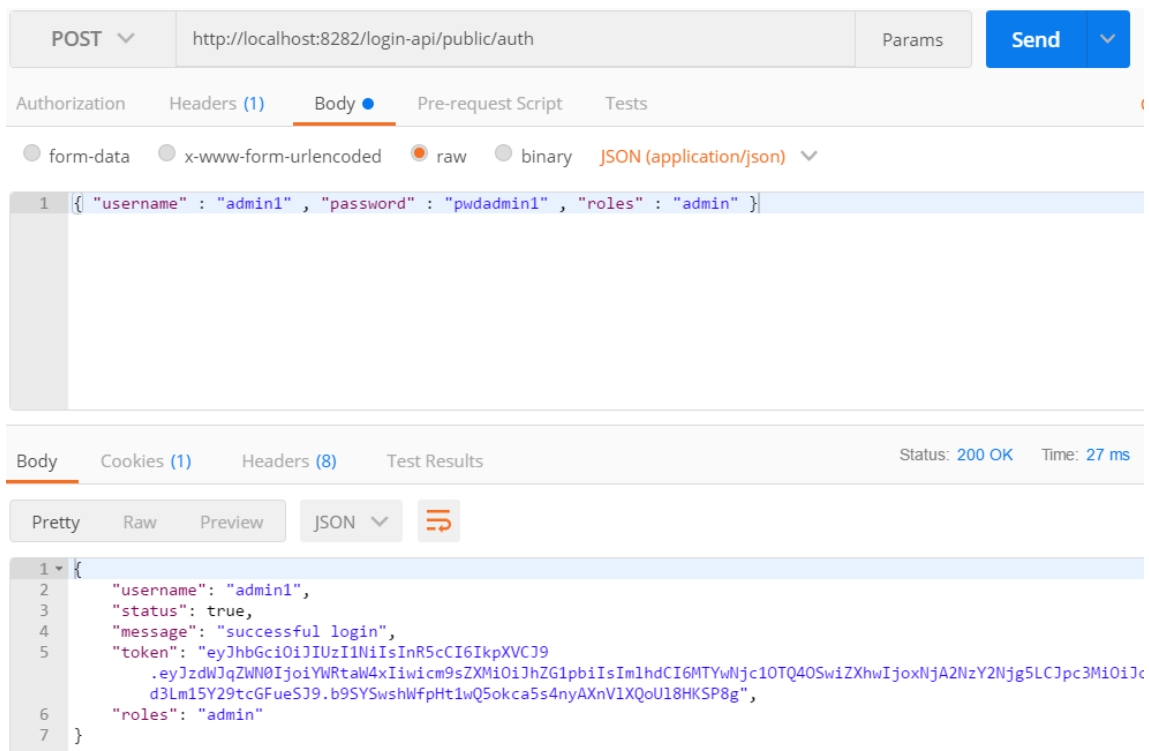 POST http://localhost:8282/login-api/public/auth Params Send
Authorization Headers (1) Body Pre-request Script Tests
form-data x-www-form-urlencoded raw binary JSON (application/json)
1 { "username" : "admin1" , "password" : "pwdadmin1" , "roles" : "admin" }
Body Cookies (1) Headers (8) Test Results Status: 200 OK Time: 27 ms
Pretty Raw Preview JSON
1 {
2 "username": "admin1",
3 "status": true,
4 "message": "successful login",
5 "token": "eyJhbGciOiJIUzI1NiIsInR5cCI6IkpXVCJ9
.eyJzdWJqZWN0IjoiYWRtaW4xIiwicm9sZXMiOiJhZG1pbiIsImlhdCI6MTYwNjc1OTQ4OSwiZXhwIjoxNjA2NzY2Njg5LCJpc3MiOiJo
d3Lm15Y29tcGFueSJ9.b9SYSwshWfpHt1wQ5okca5s4nyAXnVlXQoUl8HKSP8g",
6 "roles": "admin"
7 }